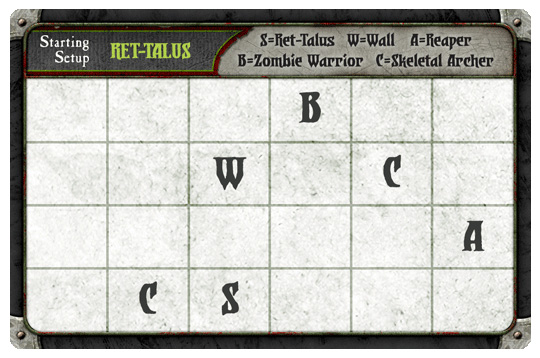 Starting
Setup
RET-TALUS
S=Ret-Talus W=Wall A=Reaper
B=Zombie Warrior C=Skeletal Archer
B
W C
A
C S